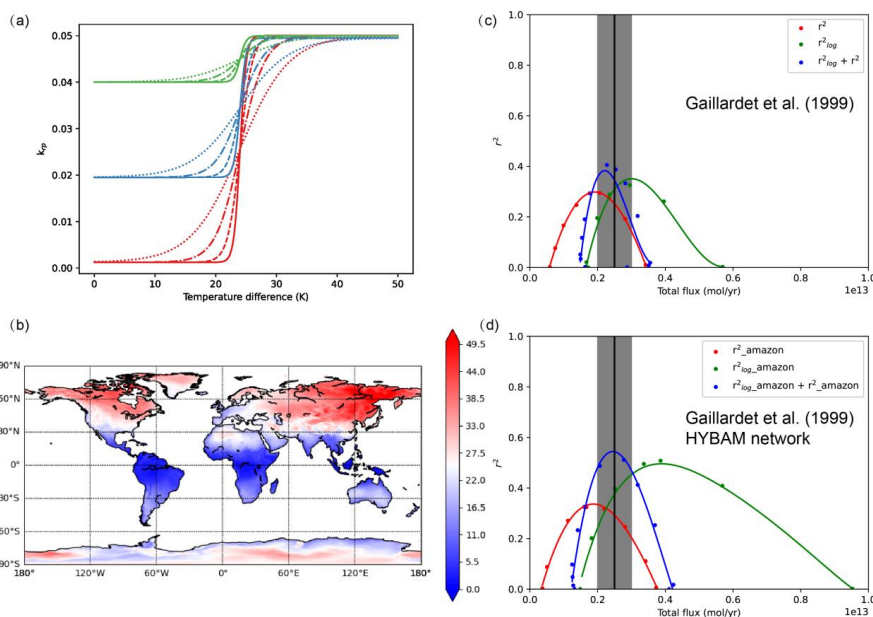 (a)
0.05
0.04
0.03
0.02
0.01
0.00
k_rp
0 10 20 30 40 50
Temperature difference (K)
(b)
90°N
60°N
30°N
0°
30°S
60°S
90°S
180° 120°W 60°W 0° 60°E 120°E 180°
49.5
44.0
38.5
33.0
27.5
22.0
16.5
11.0
5.5
0.0
(c)
1.0
0.8
0.6
0.4
0.2
0.0
r²
r²
r²_log
r²_log + r²
Gaillardet et al. (1999)
0.0 0.2 0.4 0.6 0.8 1.0
Total flux (mol/yr)
1e13
(d)
1.0
0.8
0.6
0.4
0.2
0.0
r²
r²_amazon
r²_log_amazon
r²_log_amazon + r²_amazon
Gaillardet et al. (1999)
HYBAM network
0.0 0.2 0.4 0.6 0.8 1.0
Total flux (mol/yr)
1e13